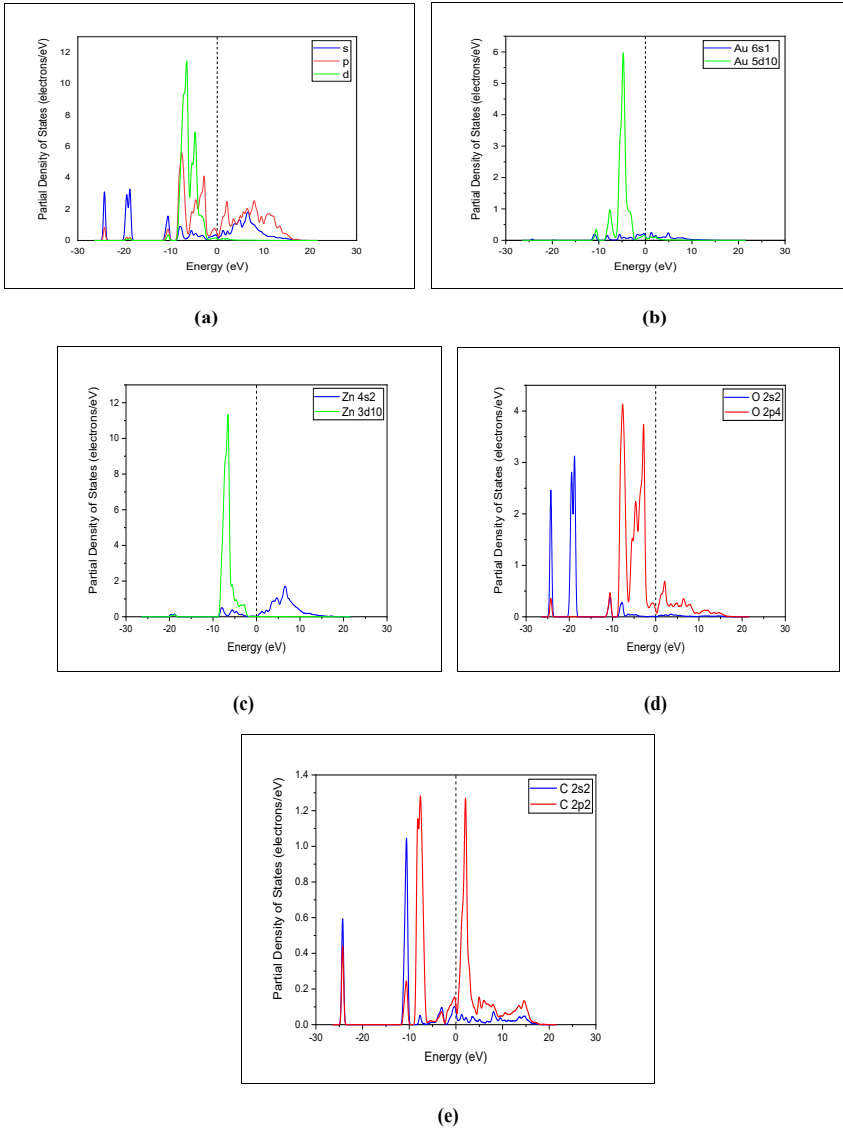 12
10
8
6
4
2
0
-30 -20 -10 0 10 20 30
Partial Density of States (electrons/eV)
Energy (eV)
s
p
d
(a)
6
5
4
3
2
1
0
-30 -20 -10 0 10 20 30
Partial Density of States (electrons/eV)
Energy (eV)
Au 6s1
Au 5d10
(b)
12
10
8
6
4
2
0
-30 -20 -10 0 10 20 30
Partial Density of States (electrons/eV)
Energy (eV)
Zn 4s2
Zn 3d10
(c)
4
3
2
1
0
-30 -20 -10 0 10 20 30
Partial Density of States (electrons/eV)
Energy (eV)
O 2s2
O 2p4
(d)
1.4
1.2
1.0
0.8
0.6
0.4
0.2
0.0
-30 -20 -10 0 10 20 30
Partial Density of States (electrons/eV)
Energy (eV)
C 2s2
C 2p2
(e)